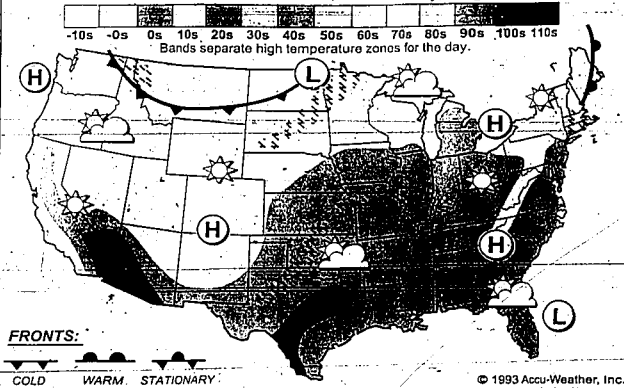 -10s -0s 0s 10s 20s 30s 40s 50s 60s 70s 80s 90s 100s 110s
Bands separate high temperature zones for the day.
H
L
H
H
H
L
FRONTS:
COLD WARM STATIONARY
© 1993 Accu-Weather, Inc.